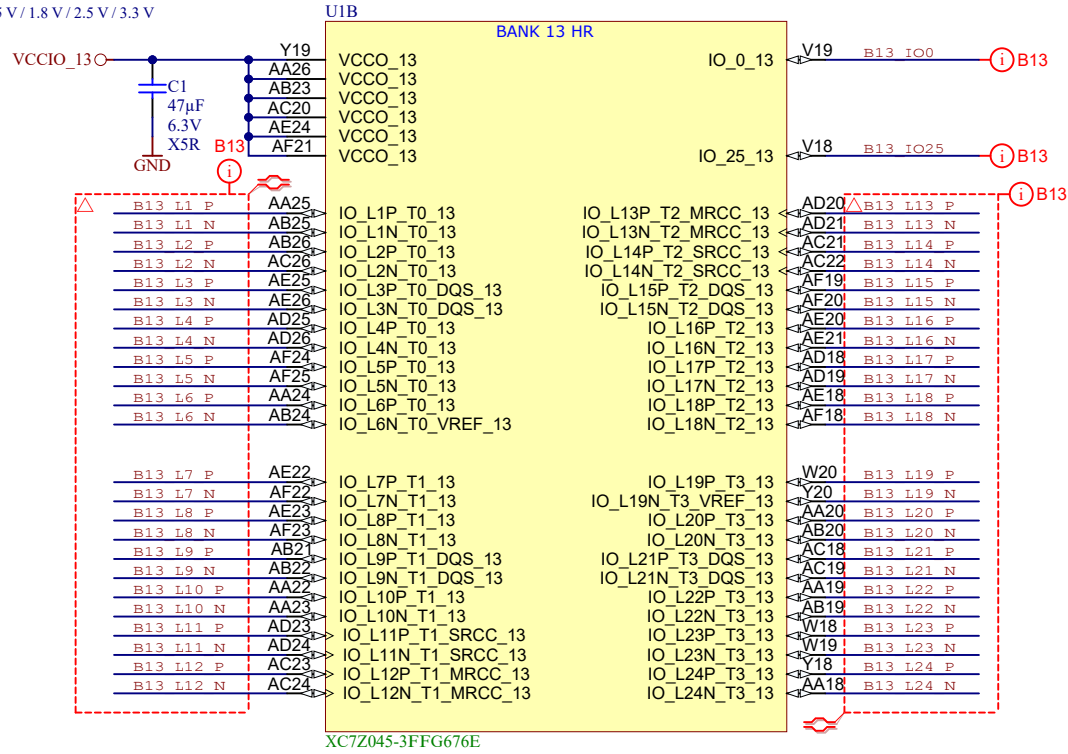 V / 1.8 V / 2.5 V / 3.3 V
U1B
BANK 13 HR
VCCIO_13
C1
47µF
6.3V
X5R
GND
Y19 VCCO_13
AA26 VCCO_13
AB23 VCCO_13
AC20 VCCO_13
AE24 VCCO_13
AF21 VCCO_13
IO_0_13 V19 B13_IO0 i B13
IO_25_13 V18 B13_IO25 i B13
B13 i
i B13
B13 L1 P AA25 IO_L1P_T0_13
B13 L1 N AB25 IO_L1N_T0_13
B13 L2 P AB26 IO_L2P_T0_13
B13 L2 N AC26 IO_L2N_T0_13
B13 L3 P AE25 IO_L3P_T0_DQS_13
B13 L3 N AE26 IO_L3N_T0_DQS_13
B13 L4 P AD25 IO_L4P_T0_13
B13 L4 N AD26 IO_L4N_T0_13
B13 L5 P AF24 IO_L5P_T0_13
B13 L5 N AF25 IO_L5N_T0_13
B13 L6 P AA24 IO_L6P_T0_13
B13 L6 N AB24 IO_L6N_T0_VREF_13
B13 L7 P AE22 IO_L7P_T1_13
B13 L7 N AF22 IO_L7N_T1_13
B13 L8 P AE23 IO_L8P_T1_13
B13 L8 N AF23 IO_L8N_T1_13
B13 L9 P AB21 IO_L9P_T1_DQS_13
B13 L9 N AB22 IO_L9N_T1_DQS_13
B13 L10 P AA22 IO_L10P_T1_13
B13 L10 N AA23 IO_L10N_T1_13
B13 L11 P AD23 IO_L11P_T1_SRCC_13
B13 L11 N AD24 IO_L11N_T1_SRCC_13
B13 L12 P AC23 IO_L12P_T1_MRCC_13
B13 L12 N AC24 IO_L12N_T1_MRCC_13
IO_L13P_T2_MRCC_13 AD20 B13 L13 P
IO_L13N_T2_MRCC_13 AD21 B13 L13 N
IO_L14P_T2_SRCC_13 AC21 B13 L14 P
IO_L14N_T2_SRCC_13 AC22 B13 L14 N
IO_L15P_T2_DQS_13 AF19 B13 L15 P
IO_L15N_T2_DQS_13 AF20 B13 L15 N
IO_L16P_T2_13 AE20 B13 L16 P
IO_L16N_T2_13 AE21 B13 L16 N
IO_L17P_T2_13 AD18 B13 L17 P
IO_L17N_T2_13 AD19 B13 L17 N
IO_L18P_T2_13 AE18 B13 L18 P
IO_L18N_T2_13 AF18 B13 L18 N
IO_L19P_T3_13 W20 B13 L19 P
IO_L19N_T3_VREF_13 Y20 B13 L19 N
IO_L20P_T3_13 AA20 B13 L20 P
IO_L20N_T3_13 AB20 B13 L20 N
IO_L21P_T3_DQS_13 AC18 B13 L21 P
IO_L21N_T3_DQS_13 AC19 B13 L21 N
IO_L22P_T3_13 AA19 B13 L22 P
IO_L22N_T3_13 AB19 B13 L22 N
IO_L23P_T3_13 W18 B13 L23 P
IO_L23N_T3_13 W19 B13 L23 N
IO_L24P_T3_13 Y18 B13 L24 P
IO_L24N_T3_13 AA18 B13 L24 N
XC7Z045-3FFG676E